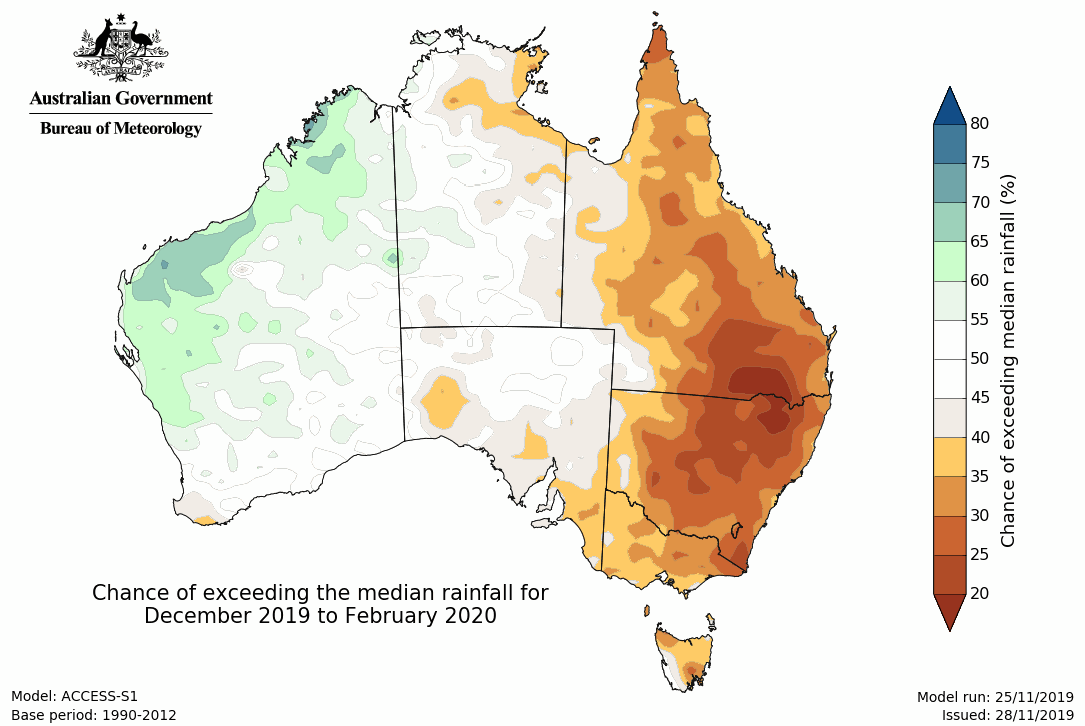 Australian Government
Bureau of Meteorology
80
75
70
65
60
55
50
45
40
35
30
25
20
Chance of exceeding median rainfall (%)
Chance of exceeding the median rainfall for
December 2019 to February 2020
Model: ACCESS-S1
Base period: 1990-2012
Model run: 25/11/2019
Issued: 28/11/2019